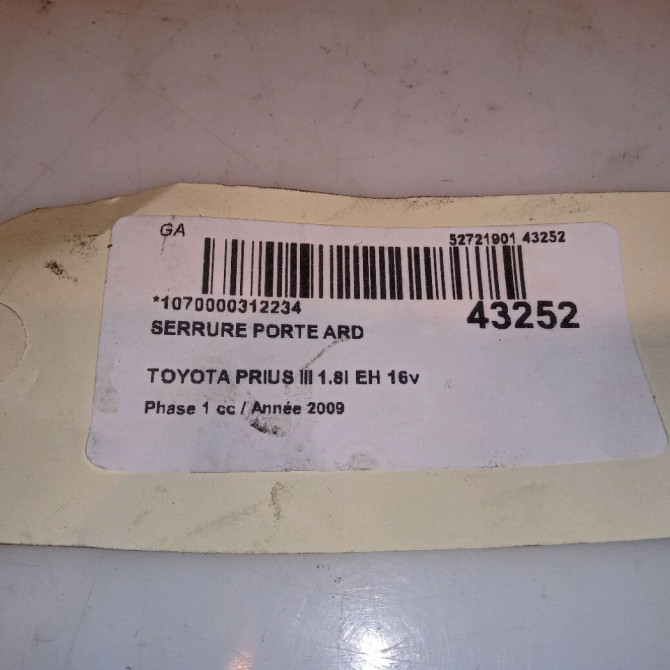 GA
52721901 43252
*1070000312234
43252
SERRURE PORTE ARD
TOYOTA PRIUS III 1.8I EH 16v
Phase 1 cc / Année 2009